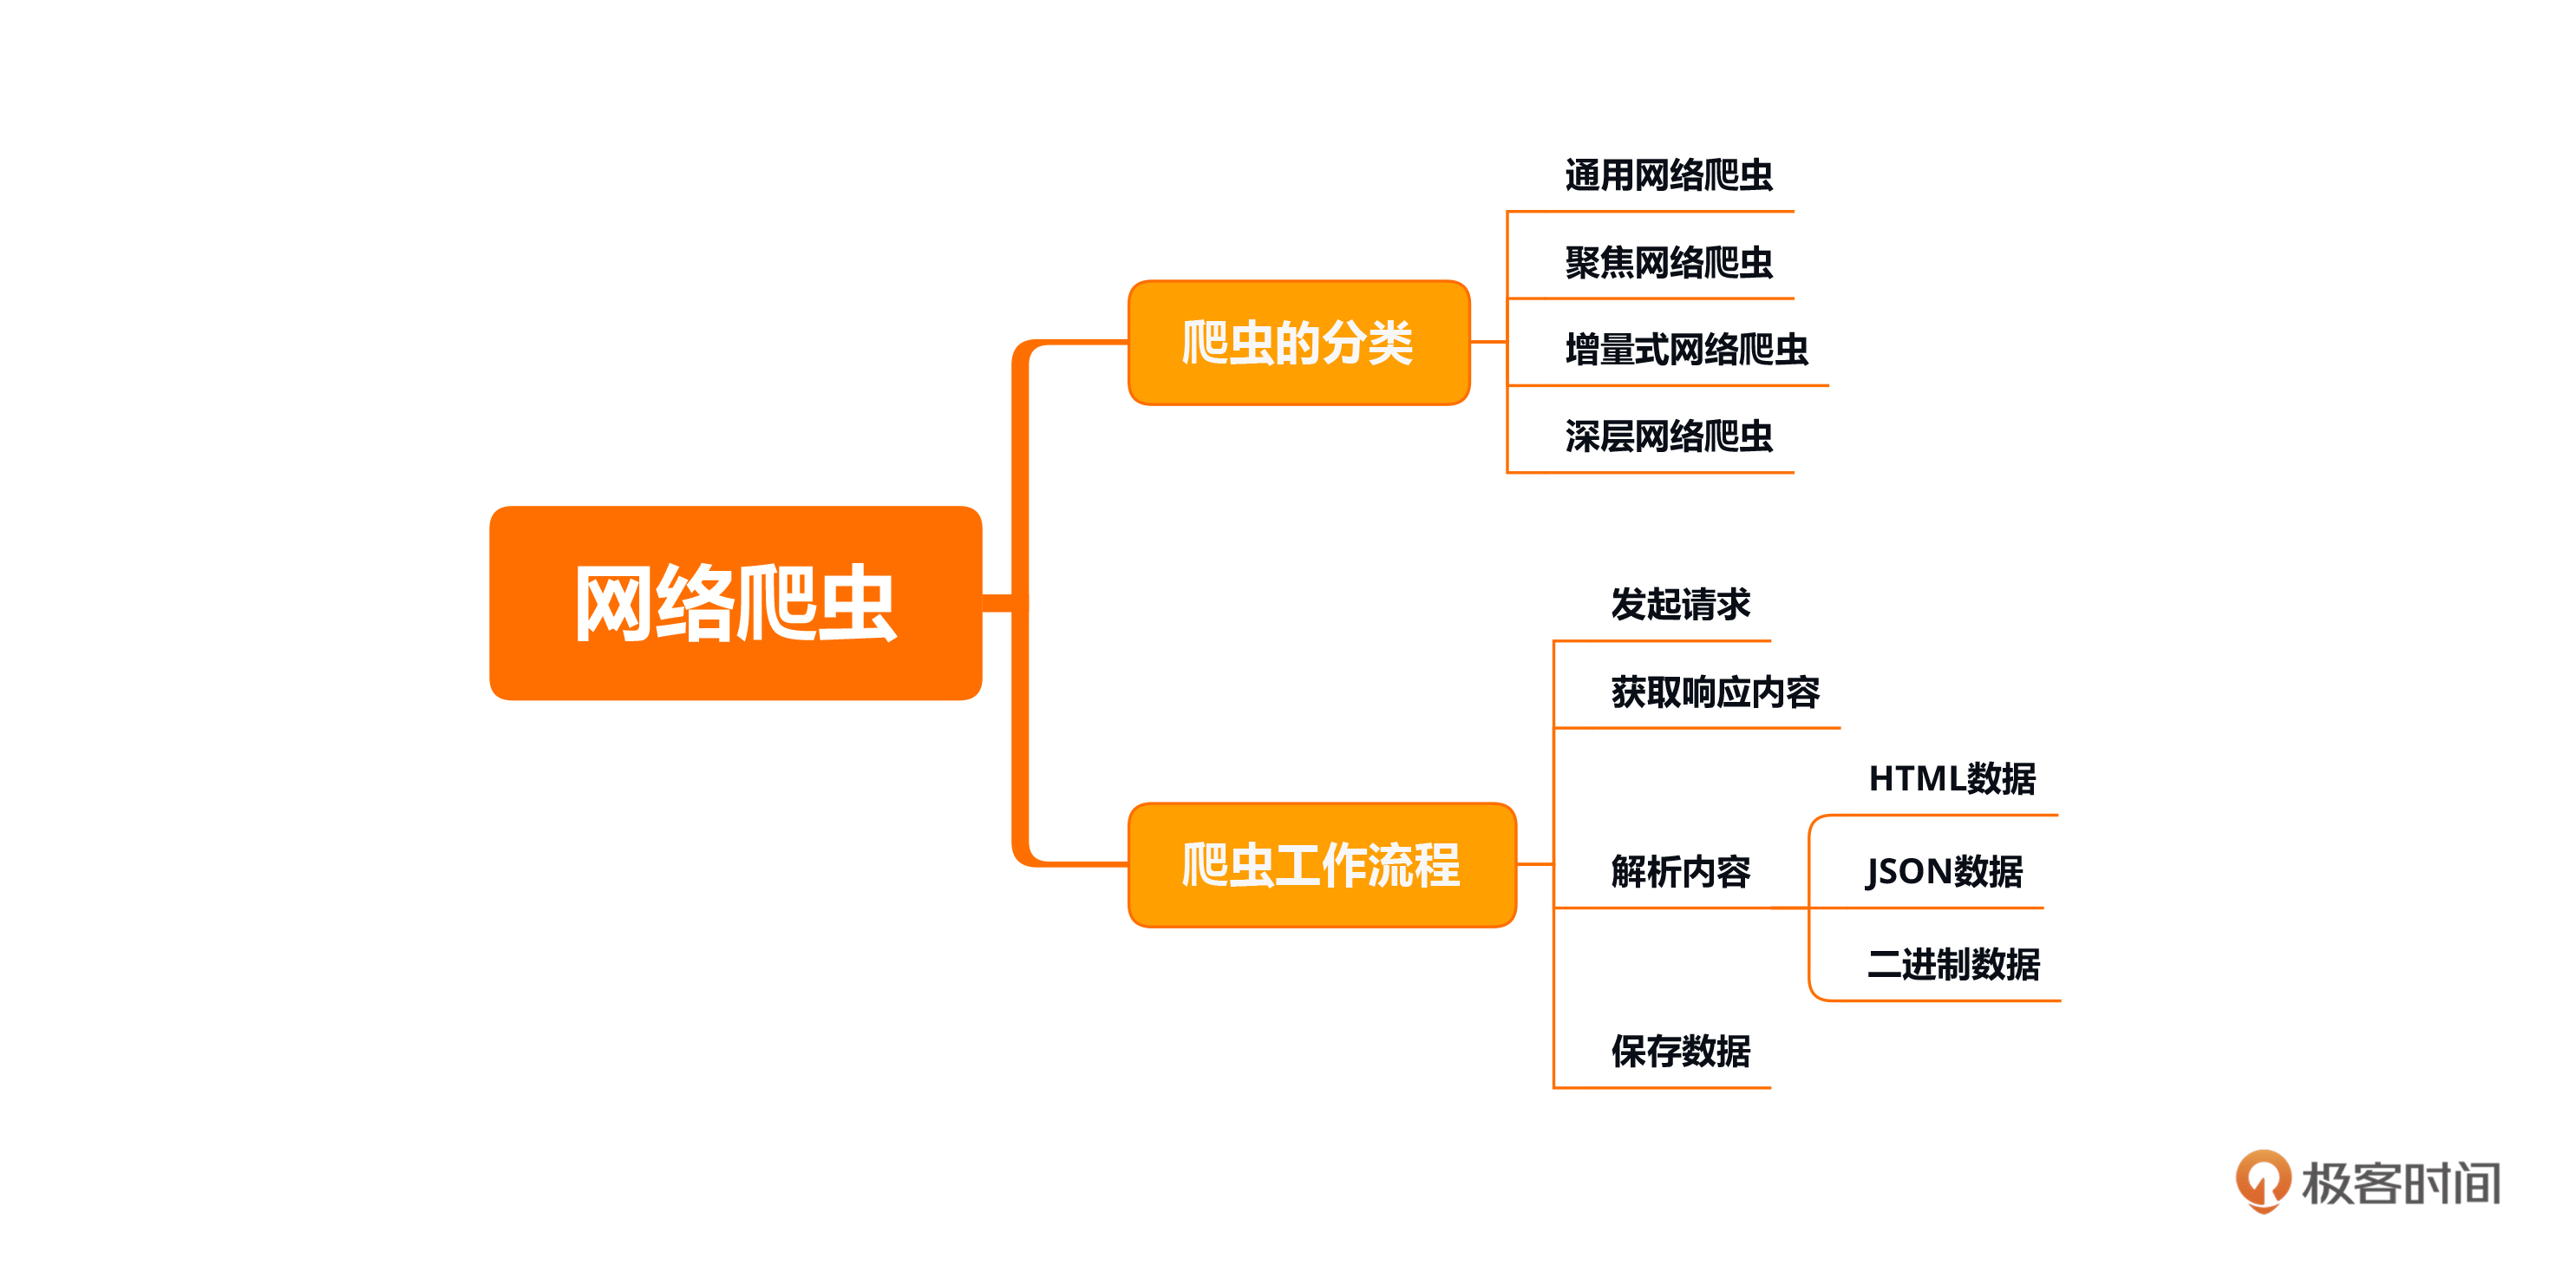 网络爬虫
爬虫的分类
通用网络爬虫
聚焦网络爬虫
增量式网络爬虫
深层网络爬虫
爬虫工作流程
发起请求
获取响应内容
解析内容
HTML数据
JSON数据
二进制数据
保存数据
极客时间